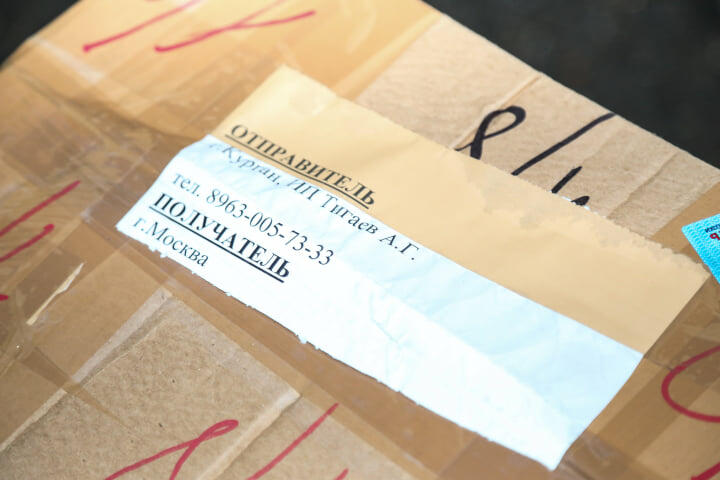 ОТПРАВИТЕЛЬ
г. Курган, ИП Тигаев А.Г.
тел. 8963-005-73-33
ПОЛУЧАТЕЛЬ
г.Москва